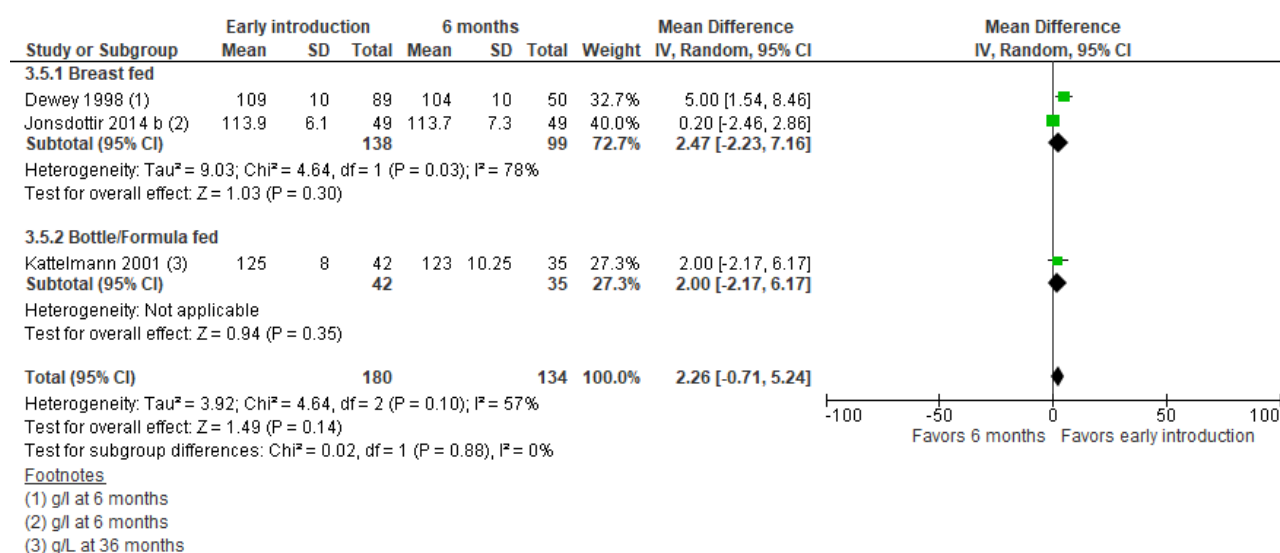 Early introduction 6 months Mean Difference Mean Difference
Study or Subgroup Mean SD Total Mean SD Total Weight IV, Random, 95% CI IV, Random, 95% CI
3.5.1 Breast fed
Dewey 1998 (1) 109 10 89 104 10 50 32.7% 5.00 [1.54, 8.46]
Jonsdottir 2014 b (2) 113.9 6.1 49 113.7 7.3 49 40.0% 0.20 [-2.46, 2.86]
Subtotal (95% CI) 138 99 72.7% 2.47 [-2.23, 7.16]
Heterogeneity: Tau² = 9.03; Chi² = 4.64, df = 1 (P = 0.03); I² = 78%
Test for overall effect: Z = 1.03 (P = 0.30)
3.5.2 Bottle/Formula fed
Kattelmann 2001 (3) 125 8 42 123 10.25 35 27.3% 2.00 [-2.17, 6.17]
Subtotal (95% CI) 42 35 27.3% 2.00 [-2.17, 6.17]
Heterogeneity: Not applicable
Test for overall effect: Z = 0.94 (P = 0.35)
Total (95% CI) 180 134 100.0% 2.26 [-0.71, 5.24]
Heterogeneity: Tau² = 3.92; Chi² = 4.64, df = 2 (P = 0.10); I² = 57%
Test for overall effect: Z = 1.49 (P = 0.14)
Test for subgroup differences: Chi² = 0.02, df = 1 (P = 0.88), I² = 0%
-100 -50 0 50 100
Favors 6 months Favors early introduction
Footnotes
(1) g/l at 6 months
(2) g/l at 6 months
(3) g/L at 36 months